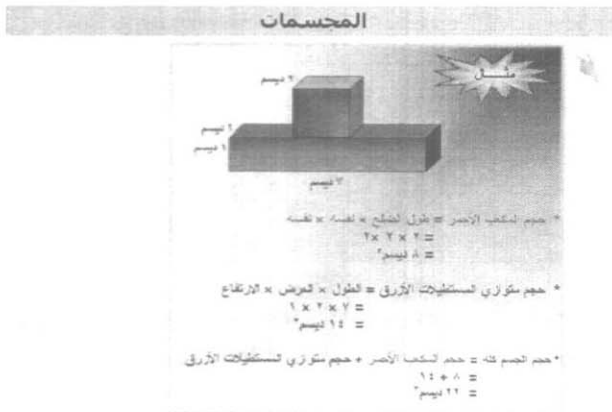 المجسمات
مثال
٢ ديسم
٢ ديسم
١ ديسم
٧ ديسم
* حجم المكعب الأحمر = طول الضلع × نفسه × نفسه
= ٢ × ٢ × ٢
= ٨ ديسم٣
* حجم متوازي المستطيلات الأزرق = الطول × العرض × الارتفاع
= ٧ × ٢ × ١
= ١٤ ديسم٣
* حجم الجسم كله = حجم المكعب الأحمر + حجم متوازي المستطيلات الأزرق
= ٨ + ١٤
= ٢٢ ديسم٣